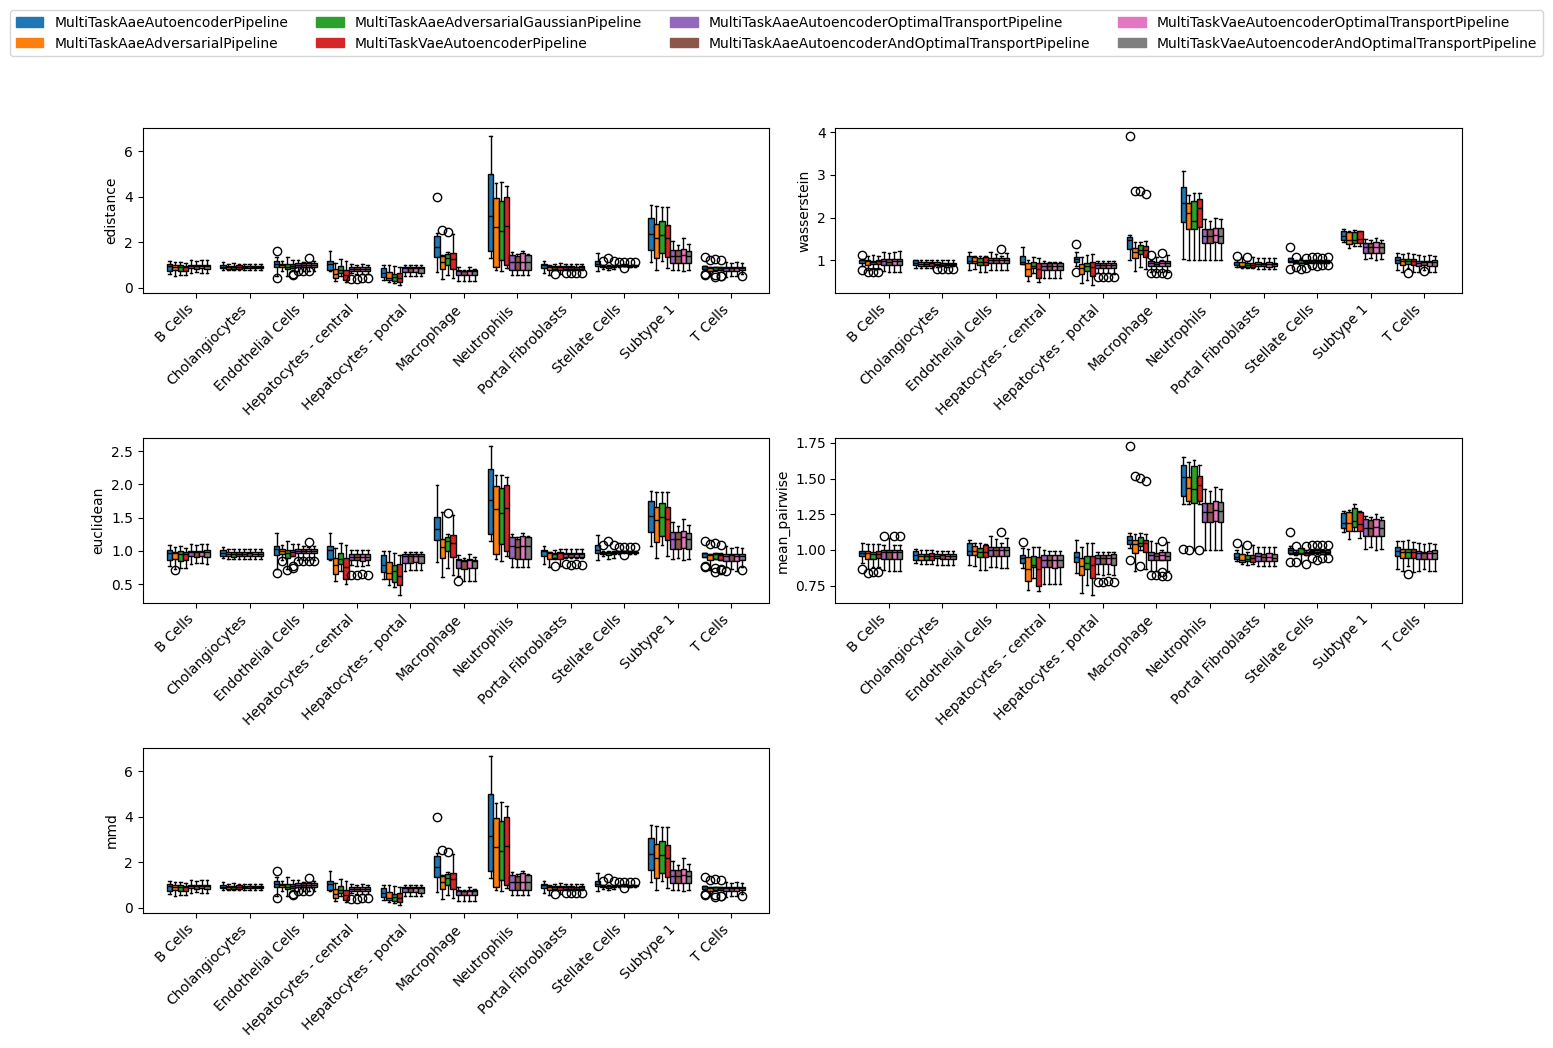 MultiTaskAaeAutoencoderPipeline MultiTaskAaeAdversarialGaussianPipeline MultiTaskAaeAutoencoderOptimalTransportPipeline MultiTaskVaeAutoencoderOptimalTransportPipeline
MultiTaskAaeAdversarialPipeline MultiTaskVaeAutoencoderPipeline MultiTaskAaeAutoencoderAndOptimalTransportPipeline MultiTaskVaeAutoencoderAndOptimalTransportPipeline
edistance
6
4
2
0
B Cells
Cholangiocytes
Endothelial Cells
Hepatocytes - central
Hepatocytes - portal
Macrophage
Neutrophils
Portal Fibroblasts
Stellate Cells
Subtype 1
T Cells
wasserstein
4
3
2
1
B Cells
Cholangiocytes
Endothelial Cells
Hepatocytes - central
Hepatocytes - portal
Macrophage
Neutrophils
Portal Fibroblasts
Stellate Cells
Subtype 1
T Cells
euclidean
2.5
2.0
1.5
1.0
0.5
B Cells
Cholangiocytes
Endothelial Cells
Hepatocytes - central
Hepatocytes - portal
Macrophage
Neutrophils
Portal Fibroblasts
Stellate Cells
Subtype 1
T Cells
mean_pairwise
1.75
1.50
1.25
1.00
0.75
B Cells
Cholangiocytes
Endothelial Cells
Hepatocytes - central
Hepatocytes - portal
Macrophage
Neutrophils
Portal Fibroblasts
Stellate Cells
Subtype 1
T Cells
mmd
6
4
2
0
B Cells
Cholangiocytes
Endothelial Cells
Hepatocytes - central
Hepatocytes - portal
Macrophage
Neutrophils
Portal Fibroblasts
Stellate Cells
Subtype 1
T Cells